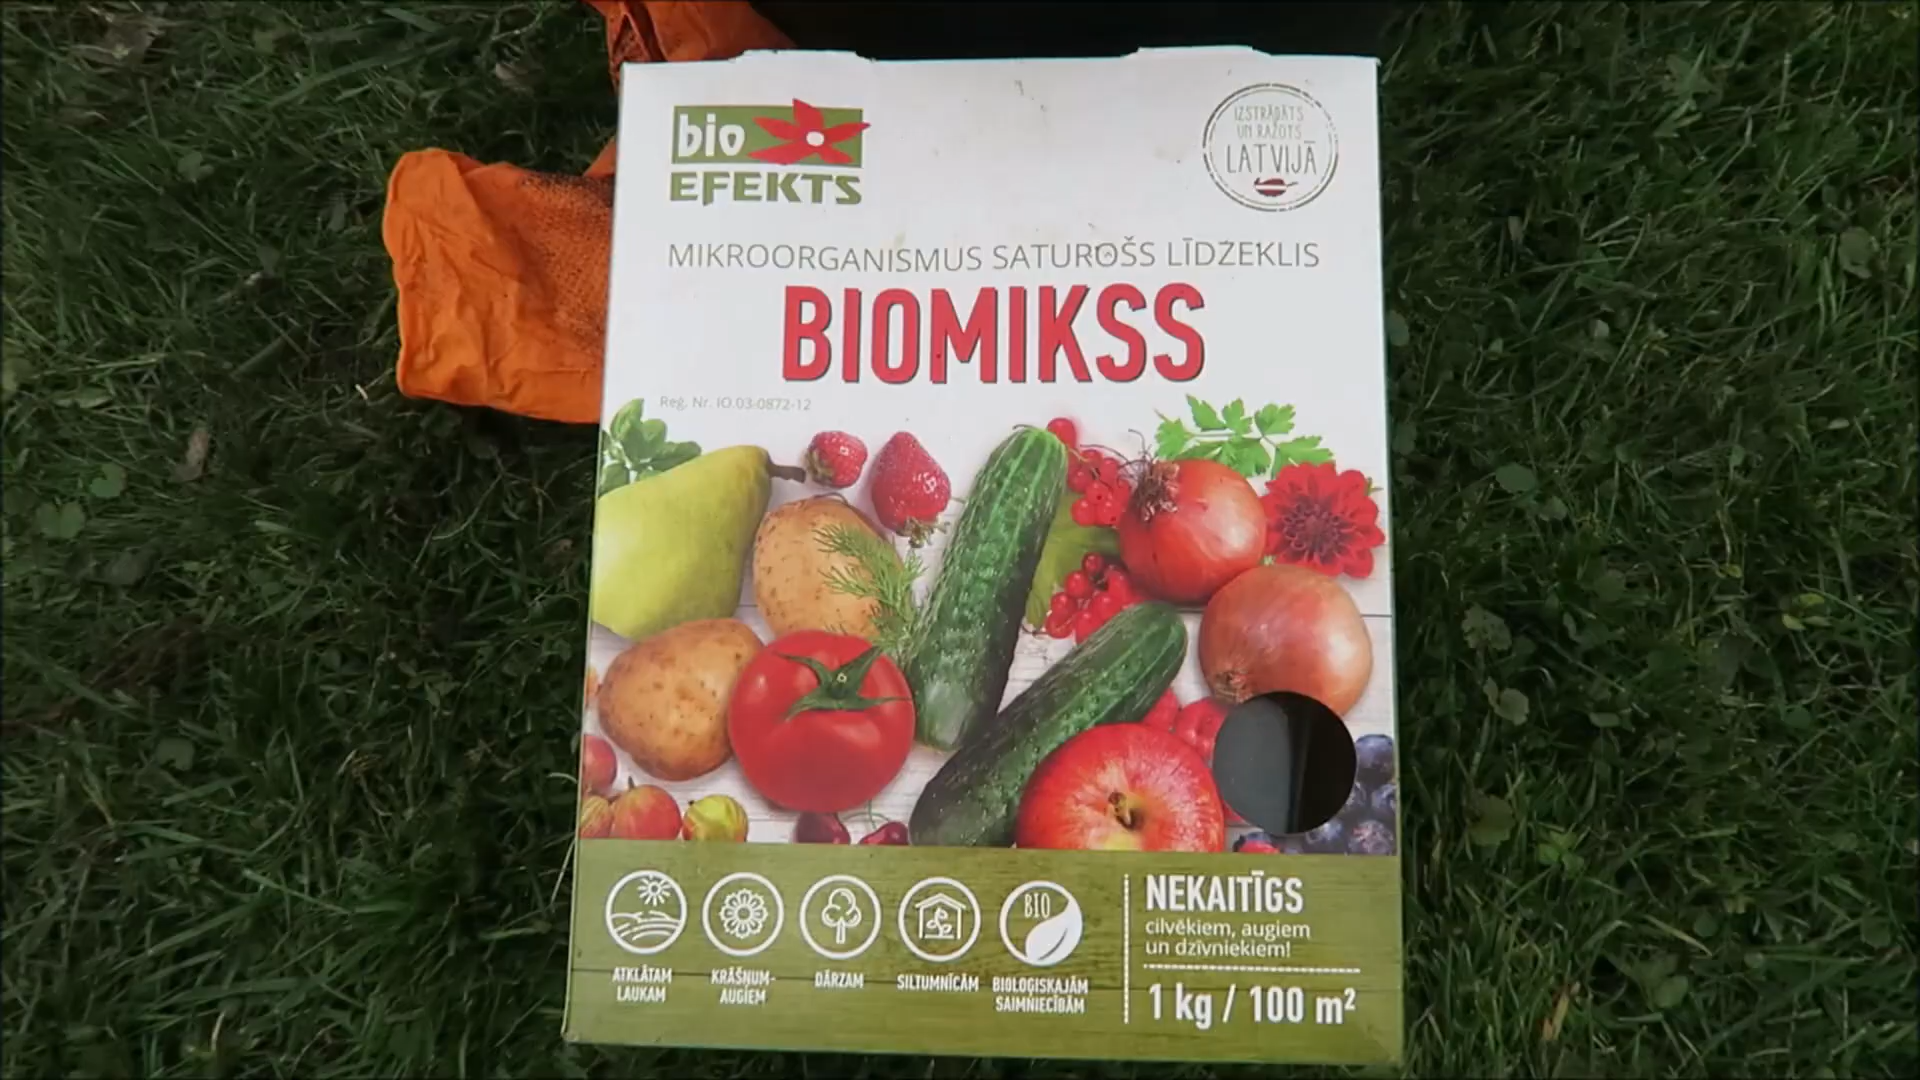 bio
EFEKTS
IZSTRĀDĀTS
UN RAŽOTS
LATVIJĀ
MIKROORGANISMUS SATUROŠS LĪDZEKLIS
BIOMIKSS
Reg. Nr. IO.03-0872-12
BIO
ATKLĀTAM
LAUKAM
KRĀŠŅUM-
AUGIEM
DĀRZAM
SILTUMNĪCĀM
BIOLOĢISKAJĀM
SAIMNIECĪBĀM
NEKAITĪGS
cilvēkiem, augiem
un dzīvniekiem!
1 kg / 100 m²